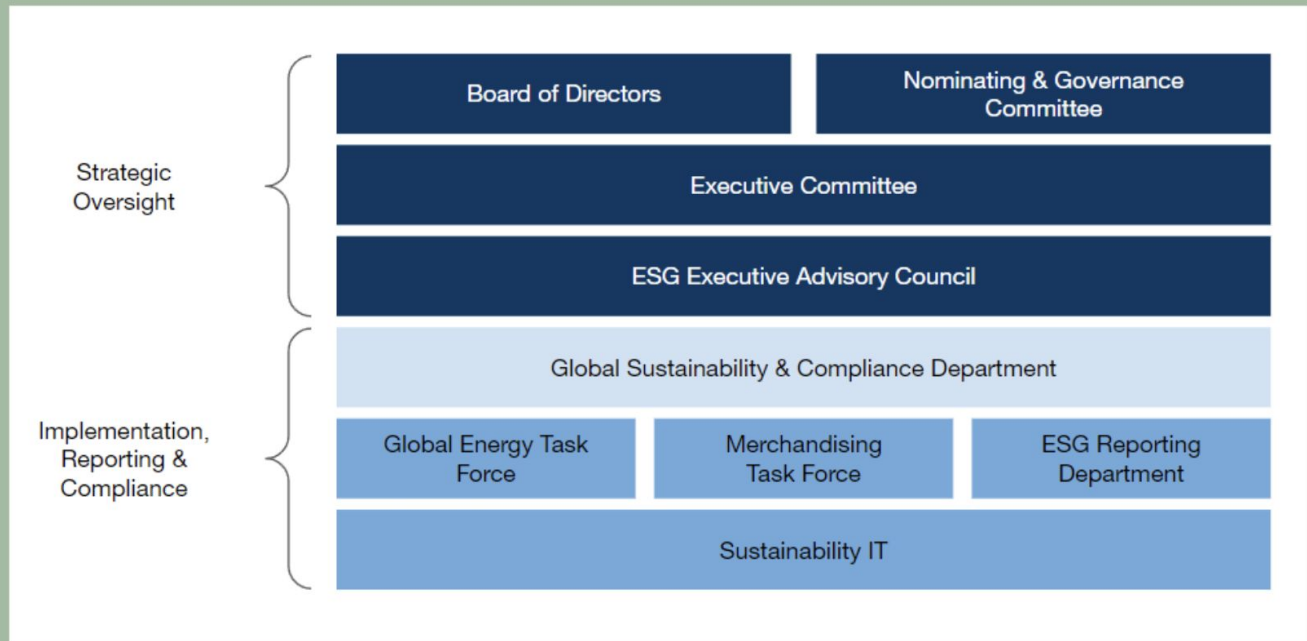 Board of Directors
Nominating & Governance
Committee
Strategic
Oversight
Executive Committee
ESG Executive Advisory Council
Implementation,
Reporting &
Compliance
Global Sustainability & Compliance Department
Global Energy Task
Force
Merchandising
Task Force
ESG Reporting
Department
Sustainability IT